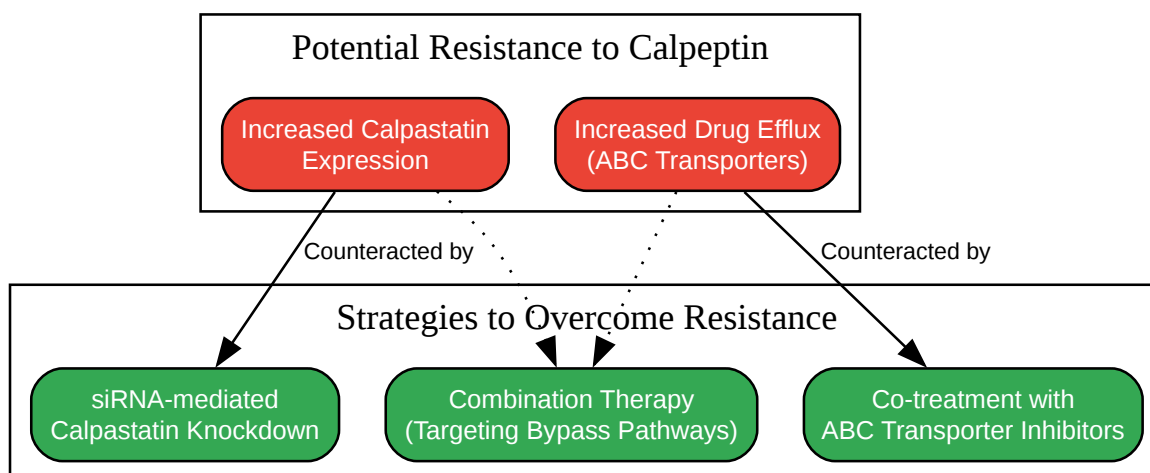 Potential Resistance to Calpeptin
Increased Calpastatin
Expression
Increased Drug Efflux
(ABC Transporters)
Counteracted by
Counteracted by
Strategies to Overcome Resistance
siRNA-mediated
Calpastatin Knockdown
Combination Therapy
(Targeting Bypass Pathways)
Co-treatment with
ABC Transporter Inhibitors